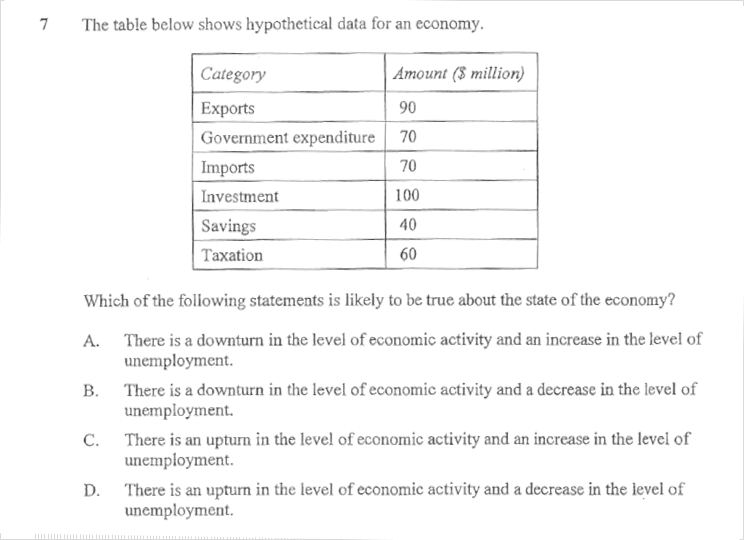 7 The table below shows hypothetical data for an economy.
Category Amount ($ million)
Exports 90
Government expenditure 70
Imports 70
Investment 100
Savings 40
Taxation 60
Which of the following statements is likely to be true about the state of the economy?
A. There is a downturn in the level of economic activity and an increase in the level of
unemployment.
B. There is a downturn in the level of economic activity and a decrease in the level of
unemployment.
C. There is an upturn in the level of economic activity and an increase in the level of
unemployment.
D. There is an upturn in the level of economic activity and a decrease in the level of
unemployment.